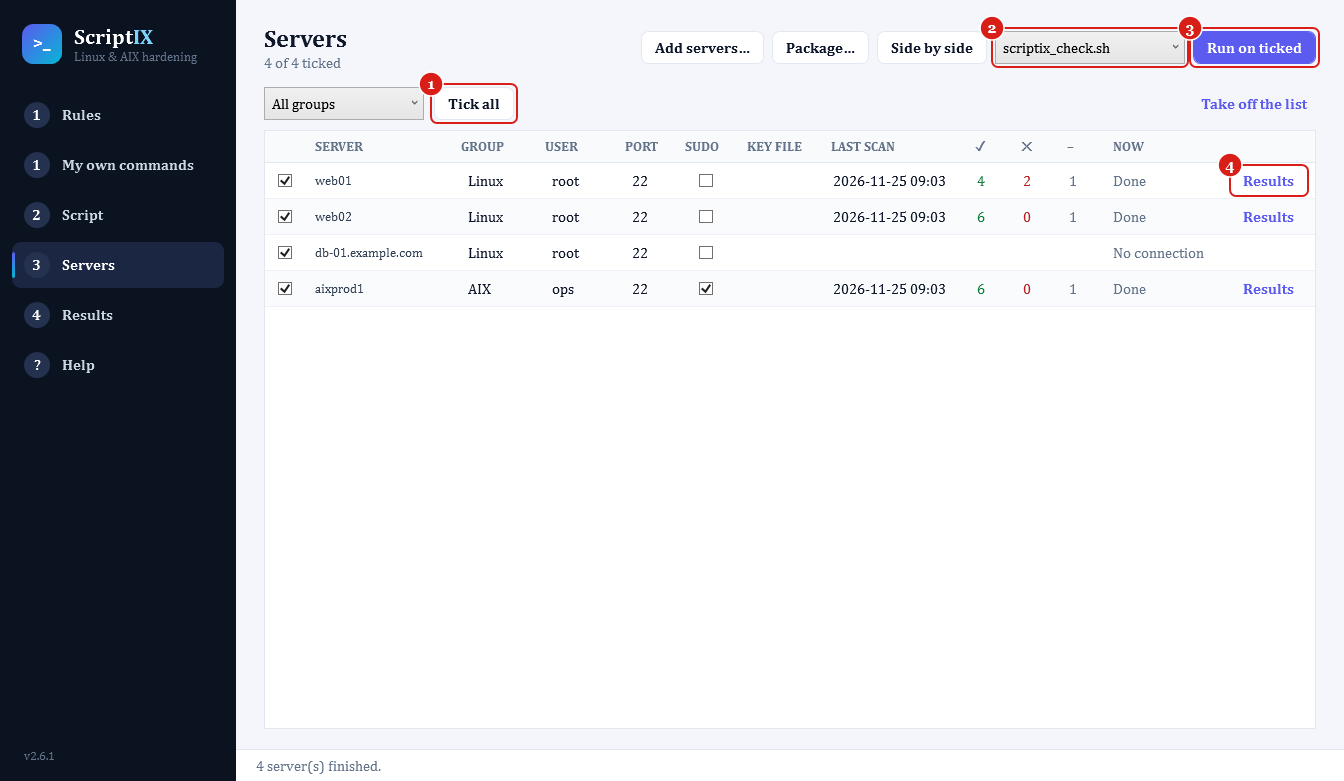 >_
ScriptIX
Linux & AIX hardening
1 Rules
1 My own commands
2 Script
3 Servers
4 Results
? Help
v2.6.1
Servers
4 of 4 ticked
Add servers...
Package...
Side by side
2
scriptix_check.sh
3
Run on ticked
All groups
1
Tick all
Take off the list
SERVER GROUP USER PORT SUDO KEY FILE LAST SCAN ✓ ✕ – NOW
web01 Linux root 22 2026-11-25 09:03 4 2 1 Done 4 Results
web02 Linux root 22 2026-11-25 09:03 6 0 1 Done Results
db-01.example.com Linux root 22 No connection
aixprod1 AIX ops 22 2026-11-25 09:03 6 0 1 Done Results
4 server(s) finished.